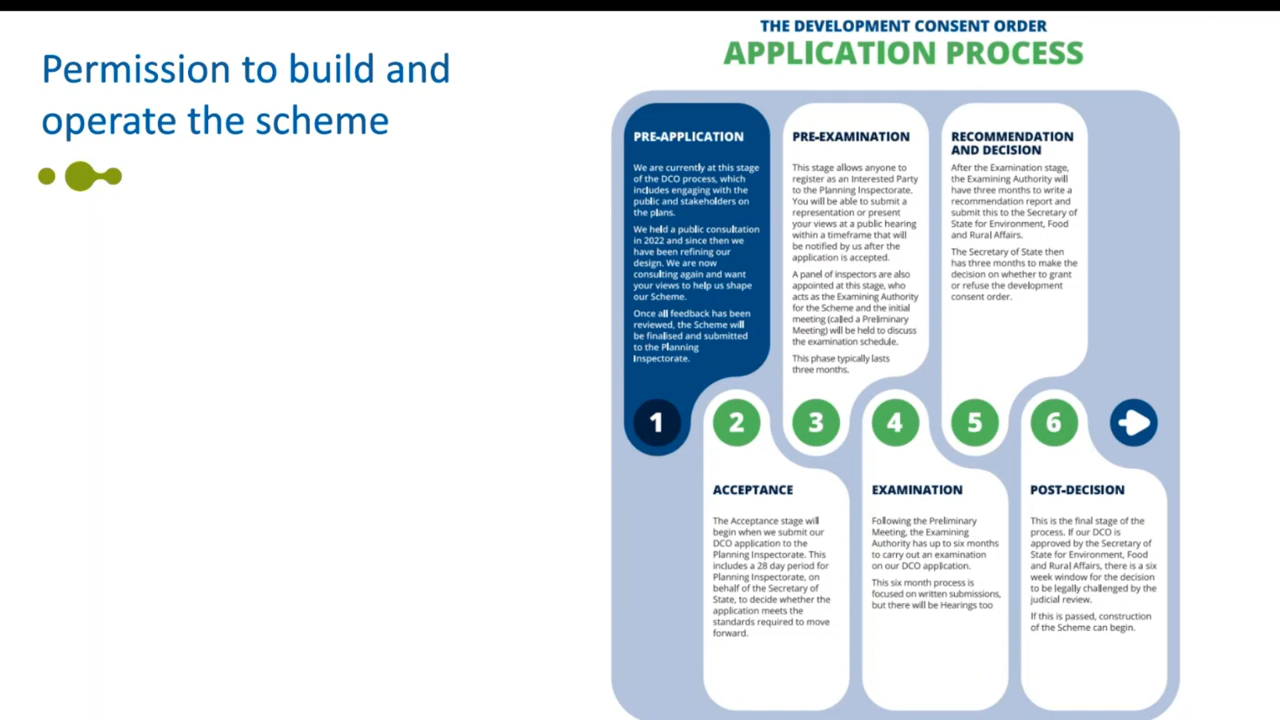 Permission to build and
operate the scheme
THE DEVELOPMENT CONSENT ORDER
APPLICATION PROCESS
PRE-APPLICATION
We are currently at this stage
of the DCO process, which
includes engaging with the
public and stakeholders on
the plans.
We held a public consultation
in 2022 and since then we
have been refining our
design. We are now
consulting again and want
your views to help us shape
our Scheme.
Once all feedback has been
reviewed, the Scheme will
be finalised and submitted
to the Planning
Inspectorate.
1
2
ACCEPTANCE
The Acceptance stage will
begin when we submit our
DCO application to the
Planning Inspectorate. This
includes a 28 day period for
Planning Inspectorate, on
behalf of the Secretary of
State, to decide whether the
application meets the
standards required to move
forward.
PRE-EXAMINATION
This stage allows anyone to
register as an Interested Party
to the Planning Inspectorate.
You will be able to submit a
representation or present
your views at a public hearing
within a timeframe that will
be notified by us after the
application is accepted.
A panel of inspectors are also
appointed at this stage, who
acts as the Examining Authority
for the Scheme and the initial
meeting (called a Preliminary
Meeting) will be held to discuss
the examination schedule.
This phase typically lasts
three months.
3
4
EXAMINATION
Following the Preliminary
Meeting, the Examining
Authority has up to six months
to carry out an examination
on our DCO application.
This six month process is
focused on written submissions,
but there will be Hearings too
RECOMMENDATION
AND DECISION
After the Examination stage,
the Examining Authority will
have three months to write a
recommendation report and
submit this to the Secretary of
State for Environment, Food
and Rural Affairs.
The Secretary of State then
has three months to make the
decision on whether to grant
or refuse the development
consent order.
5
6
POST-DECISION
This is the final stage of the
process. If our DCO is
approved by the Secretary of
State for Environment, Food
and Rural Affairs, there is a six
week window for the decision
to be legally challenged by the
judicial review.
If this is passed, construction
of the Scheme can begin.